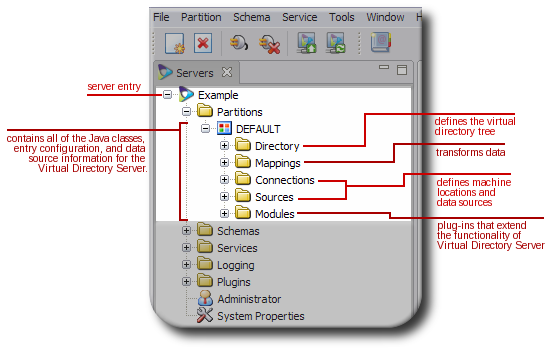 File Partition Schema Service Tools Window H
Servers
server entry
Example
Partitions
contains all of the Java classes,
entry configuration, and data
source information for the
Virtual Directory Server.
DEFAULT
Directory
defines the virtual
directory tree
Mappings
transforms data
Connections
Sources
defines machine
locations and
data sources
Modules
plug-ins that extend
the functionality of
Virtual Directory Server
Schemas
Services
Logging
Plugins
Administrator
System Properties